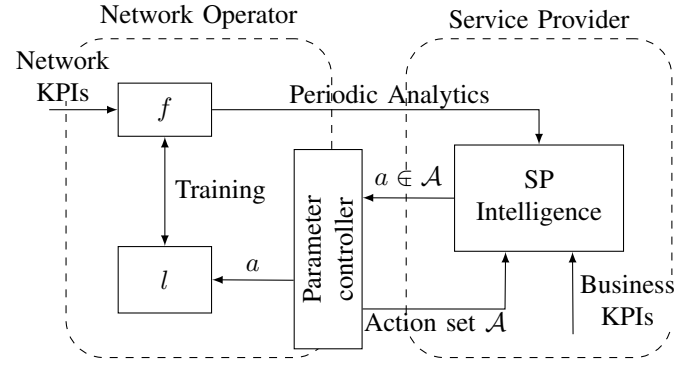 Network Operator
Service Provider
Network
KPIs
f
Periodic Analytics
Training
a ∈ 𝒜
SP
Intelligence
Parameter
controller
l
a
Action set 𝒜
Business
KPIs